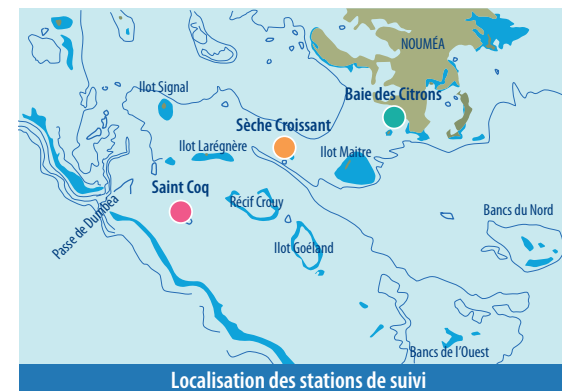 NOUMÉA
Ilot Signal
Baie des Citrons
Sèche Croissant
Ilot Larégnère
Ilot Maitre
Saint Coq
Récif Crouy
Passe de Dumbéa
Bancs du Nord
Ilot Goéland
Bancs de l'Ouest
Localisation des stations de suivi